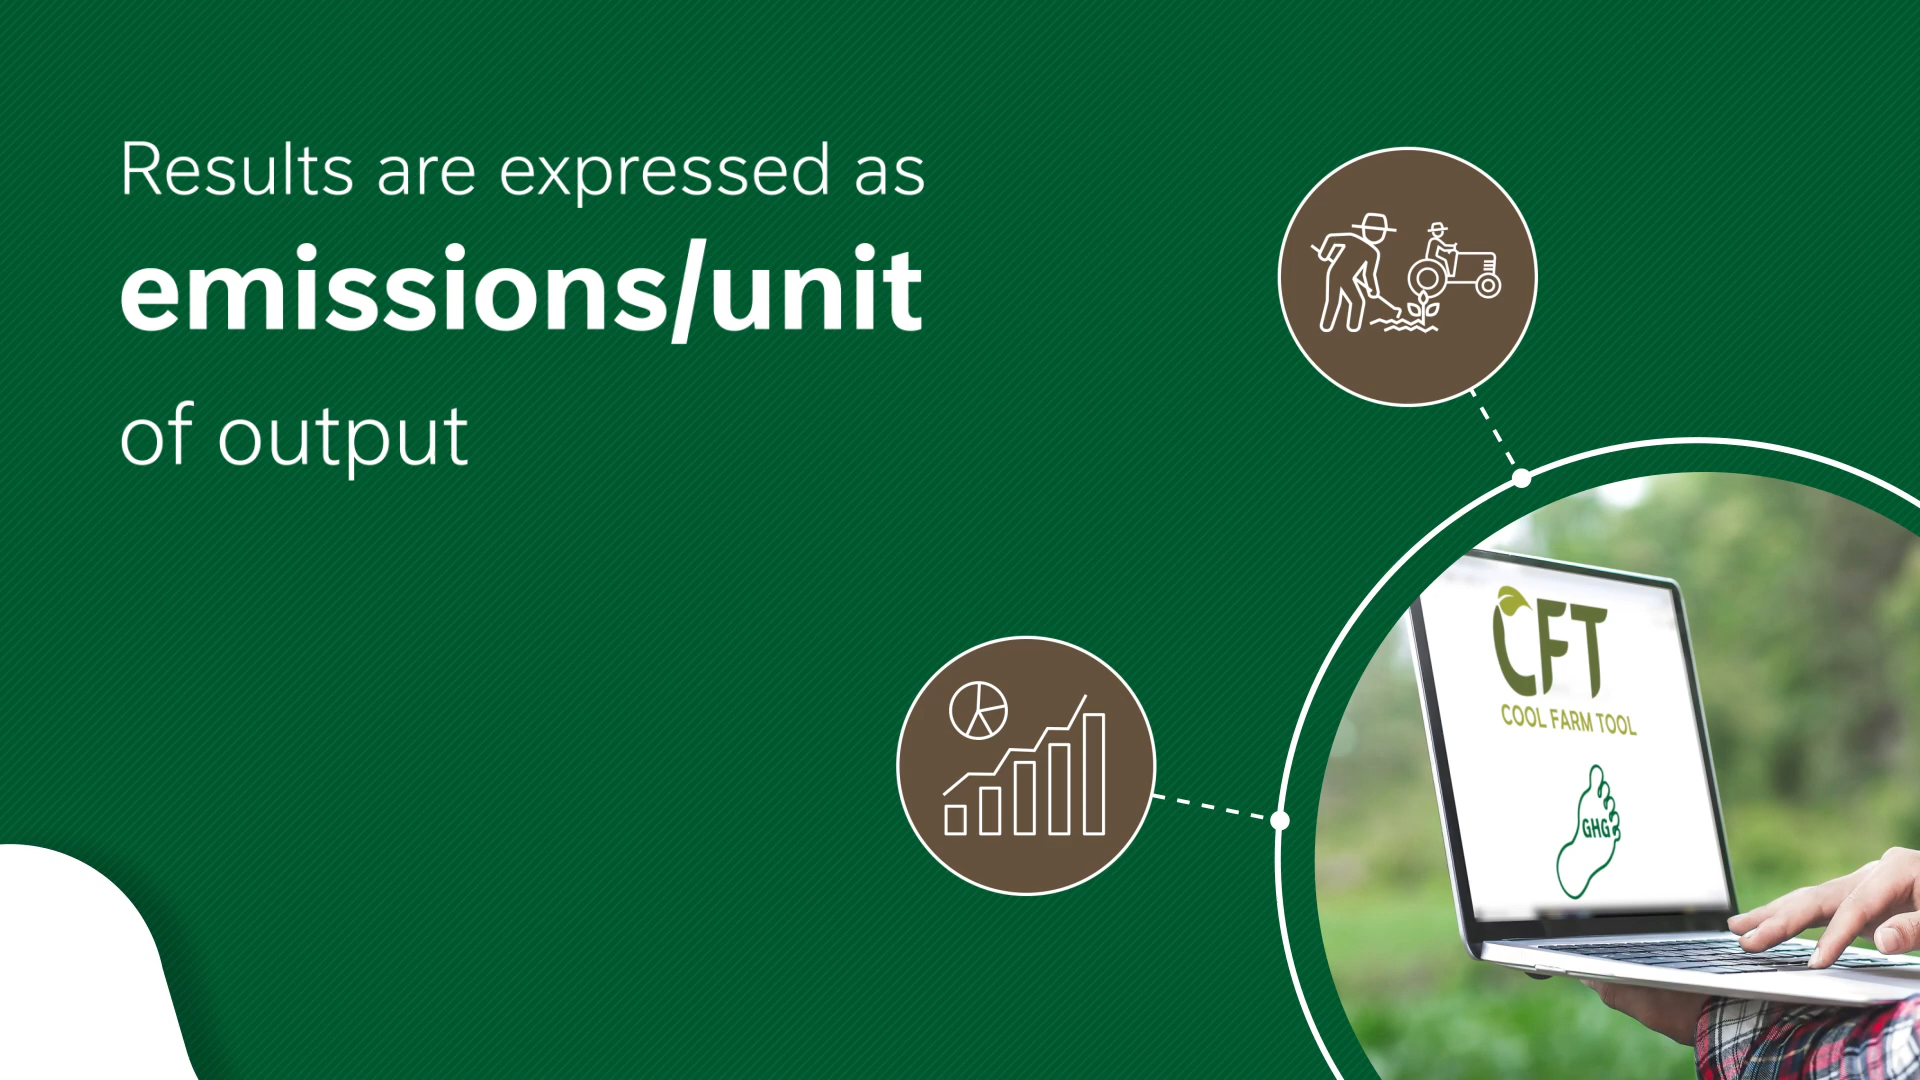 Results are expressed as
emissions/unit
of output
CFT
COOL FARM TOOL
GHG